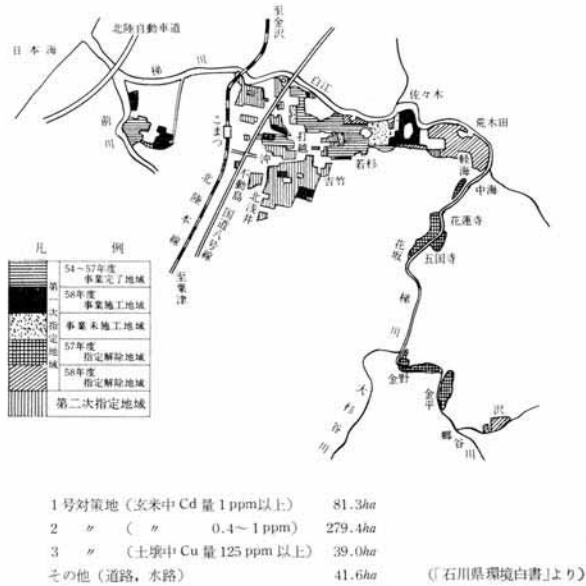 至金沢
北陸自動車道
日本海
梯川
前川
こまつ
白江
佐々木
荒木田
打越
沖
不動島
北浅井
吉竹
若杉
軽海
中海
花蓮寺
花坂
五国寺
北陸本線
国道八号線
至粟津
梯川
金野
金平
沢
大杉谷川
郷谷川
凡例
第一次指定地域
54〜57年度
事業完了地域
58年度
事業施工地域
事業未施工地域
57年度
指定解除地域
58年度
指定解除地域
第二次指定地域
1号対策地(玄米中Cd量1ppm以上) 81.3ha
2 〃 ( 〃 0.4〜1ppm) 279.4ha
3 〃 (土壌中Cu量125ppm以上) 39.0ha
その他(道路,水路) 41.6ha
(『石川県環境白書』より)